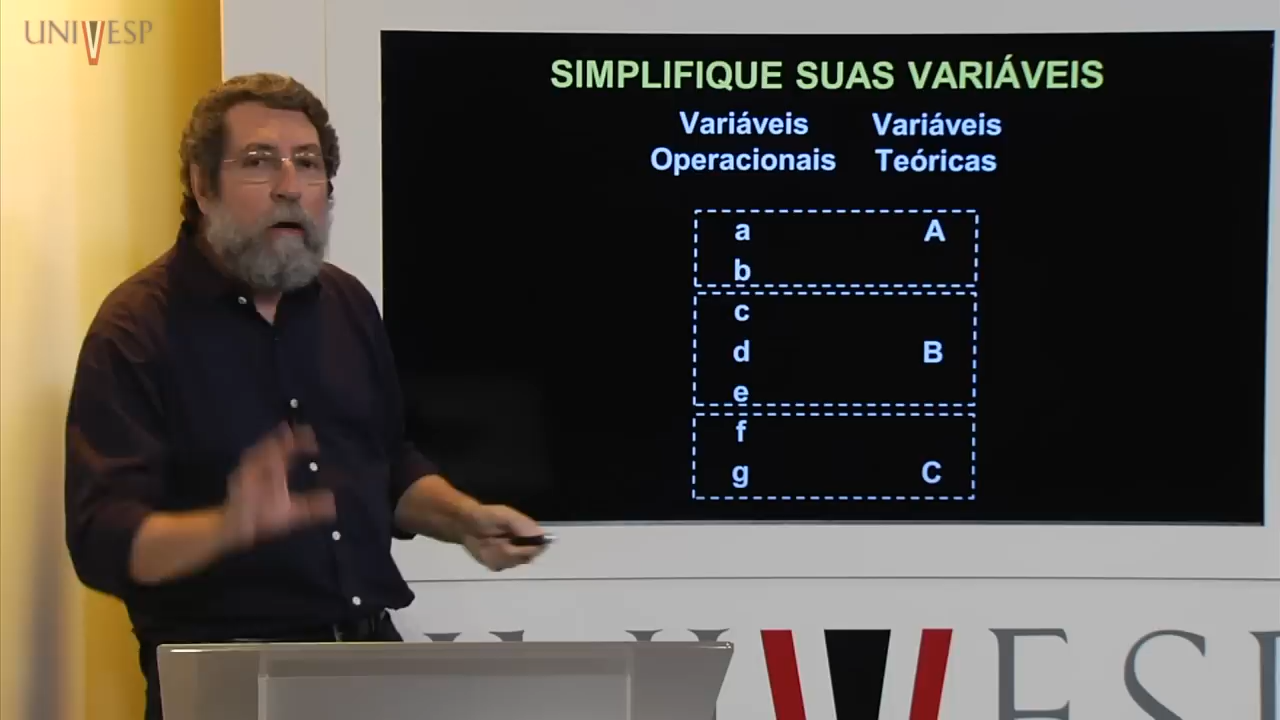 UNIVESP
SIMPLIFIQUE SUAS VARIÁVEIS
Variáveis Operacionais
Variáveis Teóricas
a A
b
c
d B
e
f
g C